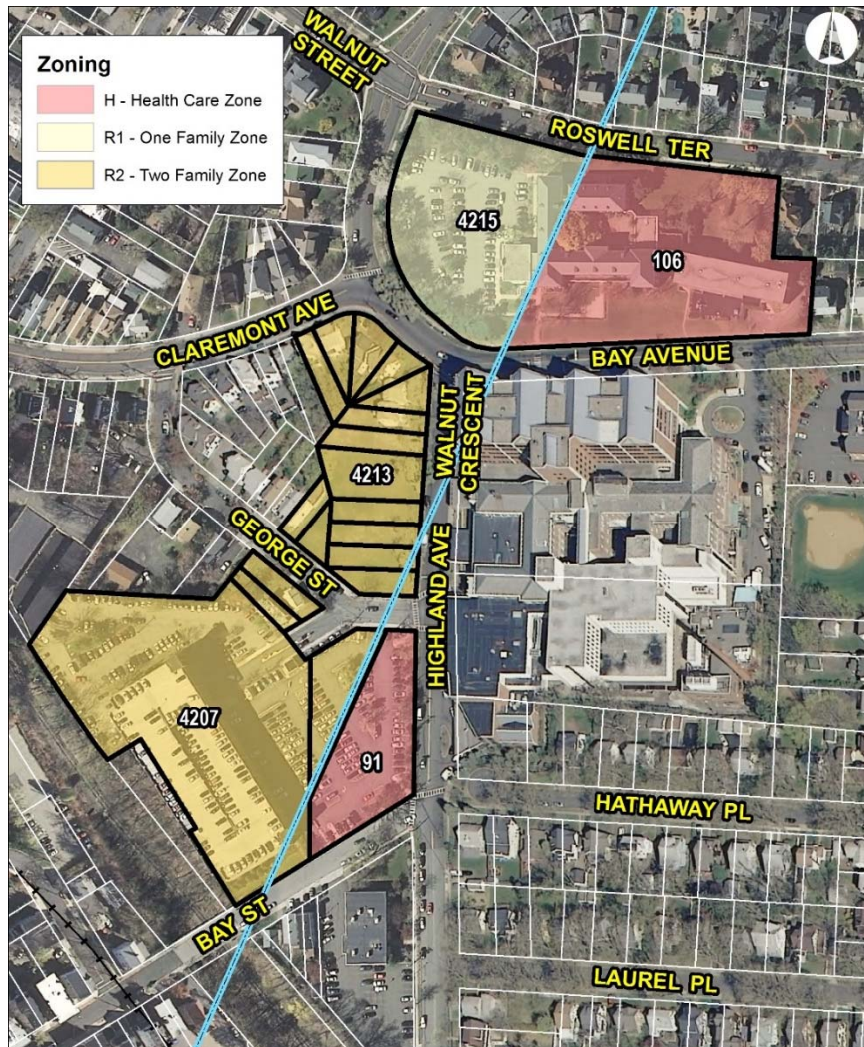 Zoning
H - Health Care Zone
R1 - One Family Zone
R2 - Two Family Zone
WALNUT
STREET
ROSWELL TER
4215
106
CLAREMONT AVE
BAY AVENUE
WALNUT
CRESCENT
4213
GEORGE ST
HIGHLAND AVE
4207
91
HATHAWAY PL
BAY ST
LAUREL PL